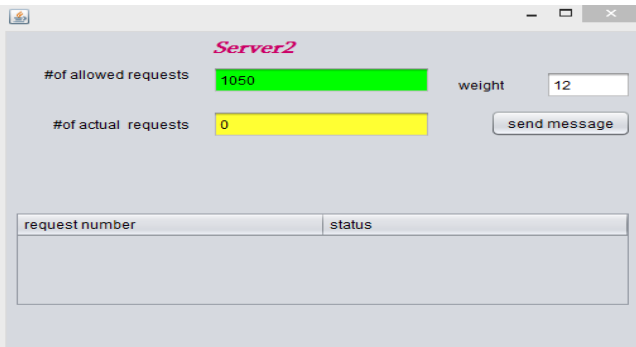 Server2
#of allowed requests 1050 weight 12
#of actual requests 0 send message
request number status